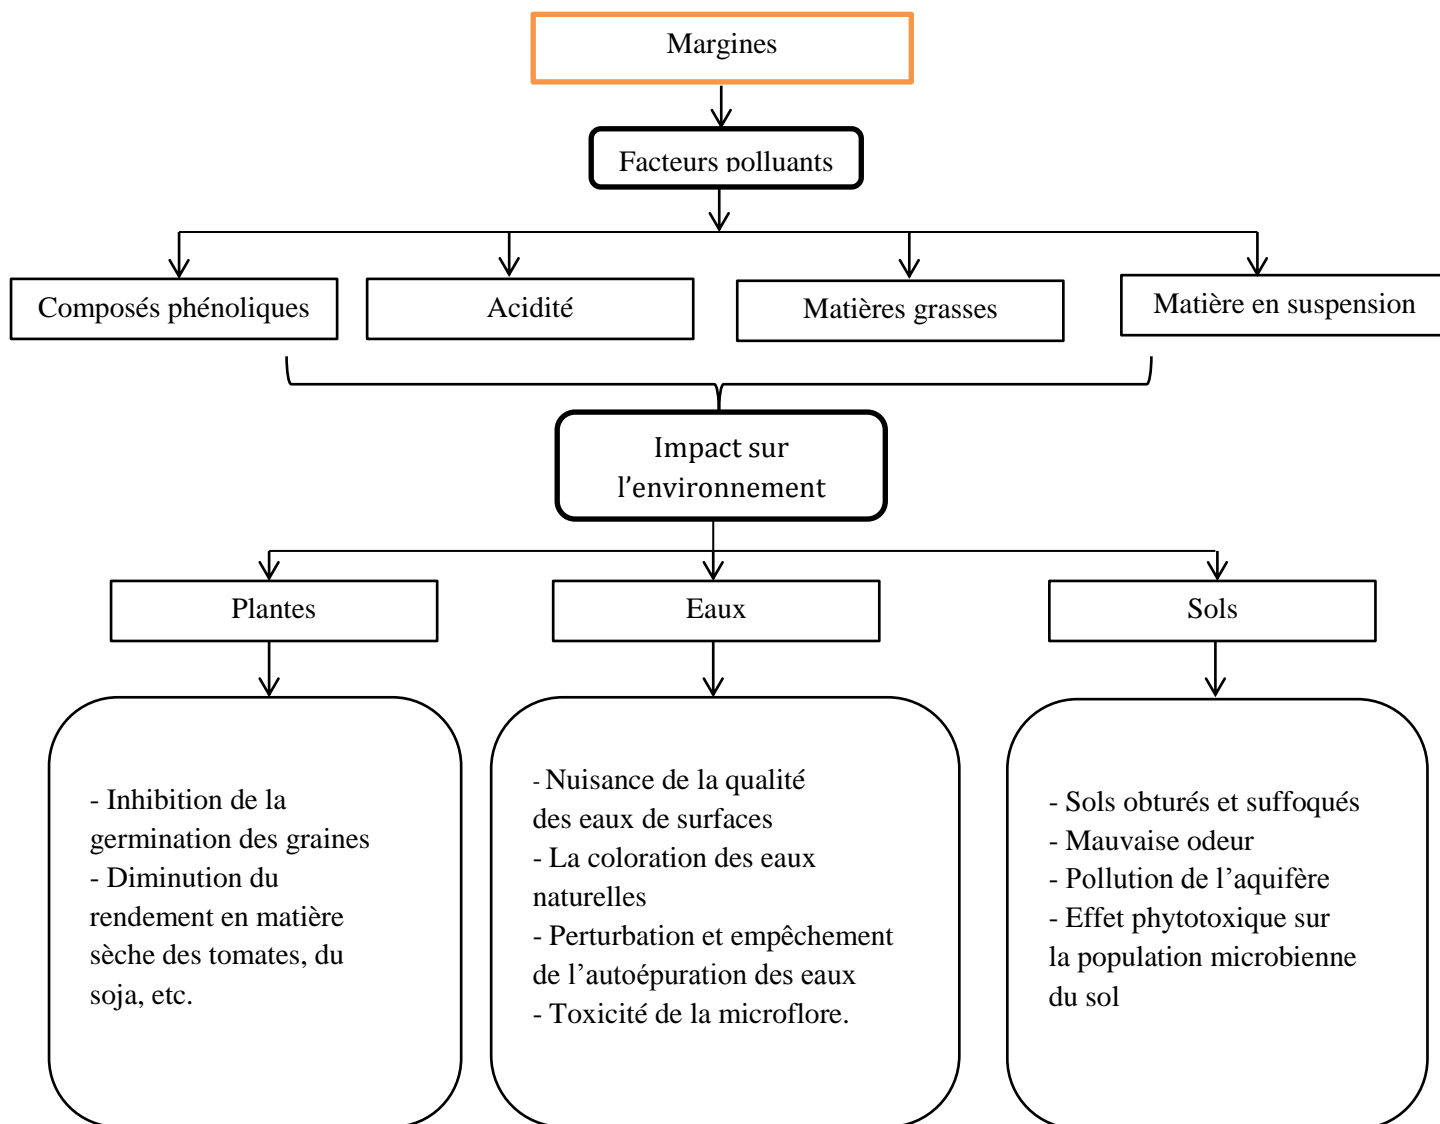 Margines
Facteurs polluants
Composés phénoliques
Acidité
Matières grasses
Matière en suspension
Impact sur
l’environnement
Plantes
Eaux
Sols
- Inhibition de la
germination des graines
- Diminution du
rendement en matière
sèche des tomates, du
soja, etc.
- Nuisance de la qualité
des eaux de surfaces
- La coloration des eaux
naturelles
- Perturbation et empêchement
de l’autoépuration des eaux
- Toxicité de la microflore.
- Sols obturés et suffoqués
- Mauvaise odeur
- Pollution de l’aquifère
- Effet phytotoxique sur
la population microbienne
du sol